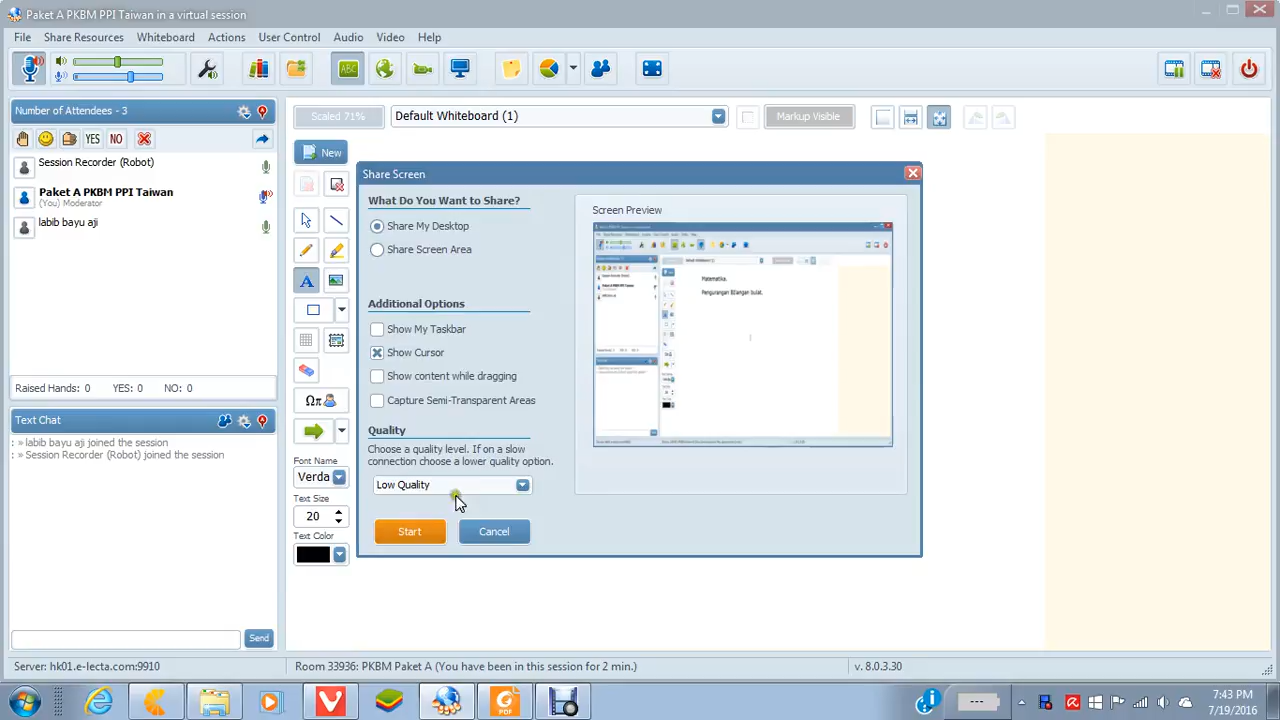 Paket A PKBM PPI Taiwan in a virtual session
File Share Resources Whiteboard Actions User Control Audio Video Help
ABC
Number of Attendees - 3
YES NO
Session Recorder (Robot)
Paket A PKBM PPI Taiwan
(You) Moderator
labib bayu aji
Raised Hands: 0 YES: 0 NO: 0
Text Chat
: » labib bayu aji joined the session
: » Session Recorder (Robot) joined the session
Send
Scaled 71%
Default Whiteboard (1)
Markup Visible
New
A
Ωπ
Font Name
Verda
Text Size
20
Text Color
Share Screen
What Do You Want to Share?
Share My Desktop
Share Screen Area
Additional Options
Show My Taskbar
Show Cursor
Show content while dragging
Capture Semi-Transparent Areas
Quality
Choose a quality level. If on a slow
connection choose a lower quality option.
Low Quality
Start Cancel
Screen Preview
Matematika.
Pengurangan Bilangan bulat.
Server: hk01.e-lecta.com:9910
Room 33936: PKBM Paket A (You have been in this session for 2 min.)
v. 8.0.3.30
PDF
7:43 PM
7/19/2016